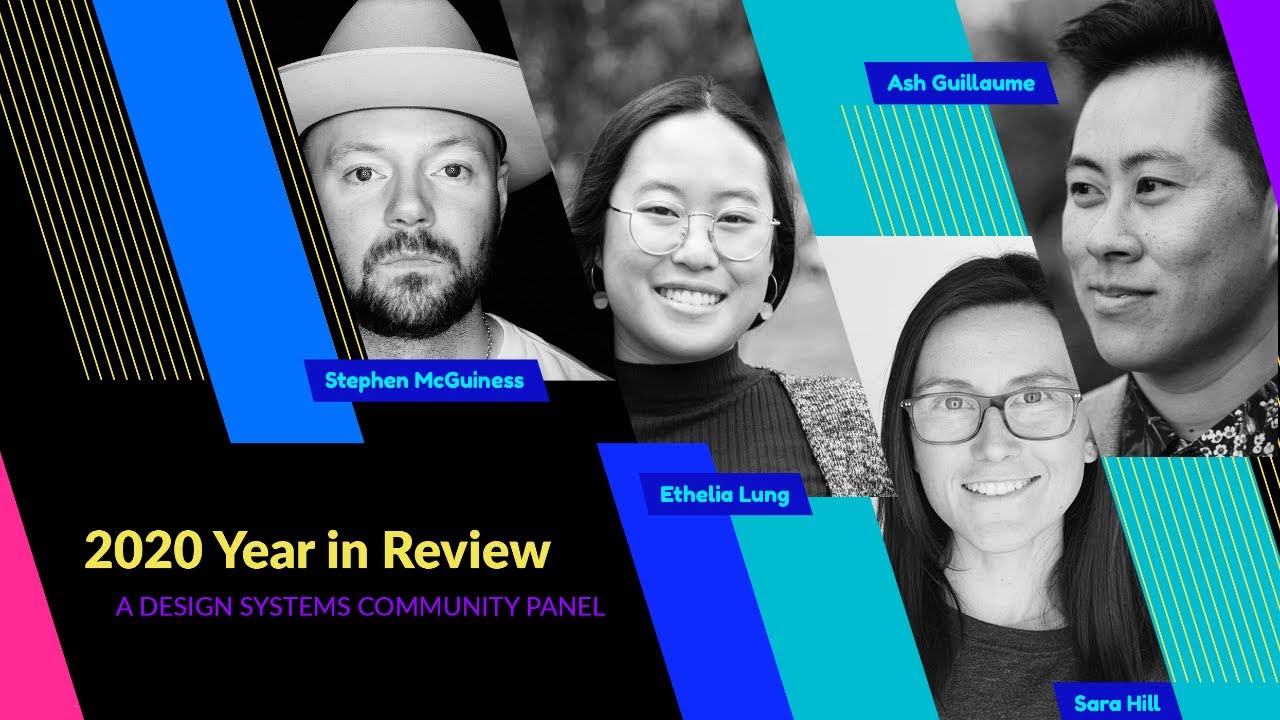 Ash Guillaume
Stephen McGuiness
Ethelia Lung
2020 Year in Review
A DESIGN SYSTEMS COMMUNITY PANEL
Sara Hill